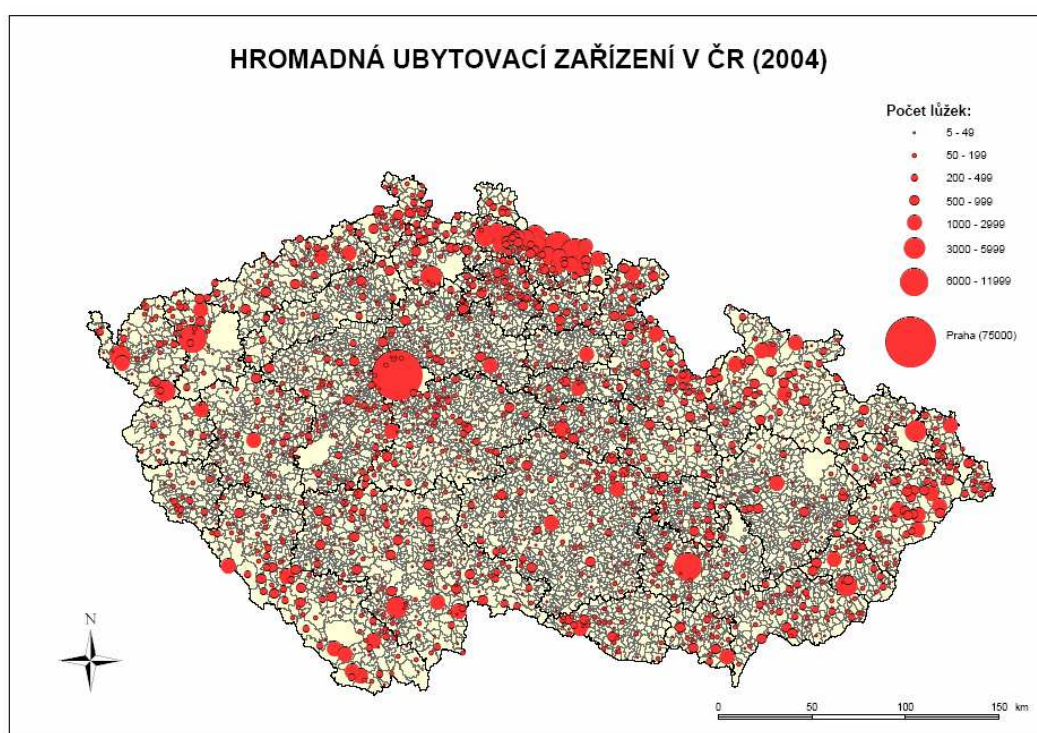 HROMADNÁ UBYTOVACÍ ZAŘÍZENÍ V ČR (2004)
Počet lůžek:
5 - 49
50 - 199
200 - 499
500 - 999
1000 - 2999
3000 - 5999
6000 - 11999
Praha (75000)
N
0 50 100 150 km